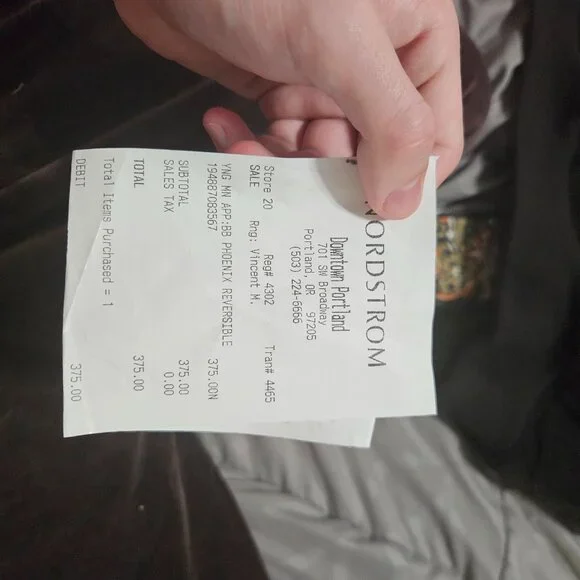 NORDSTROM
Downtown Portland
701 SW Broadway
Portland, OR 97205
(503) 224-6666
Store 20 Reg# 4302 Tran# 4465
SALE Rng: Vincent M.
YNG MN APP:BB PHOENIX REVERSIBLE
194887083567 375.00N
SUBTOTAL 375.00
SALES TAX 0.00
TOTAL 375.00
Total Items Purchased = 1
DEBIT 375.00